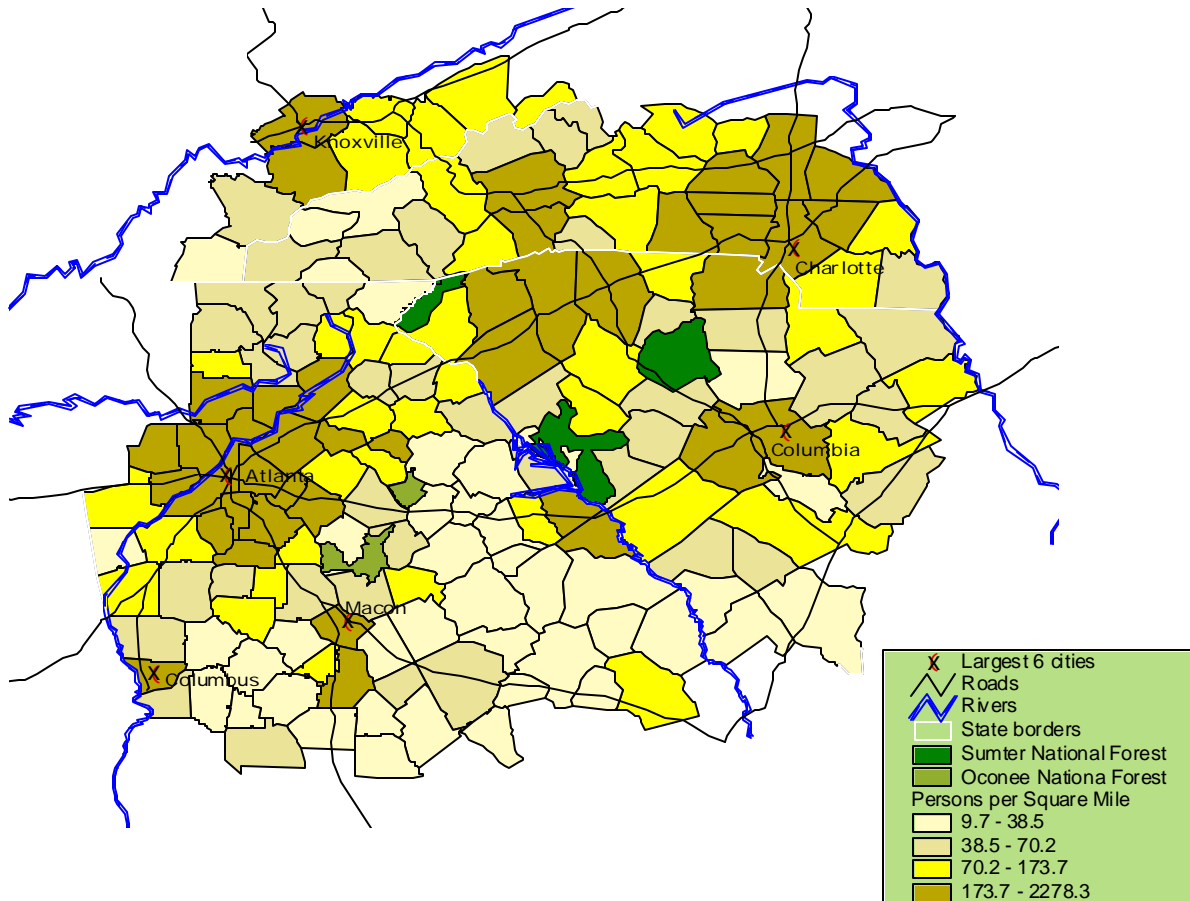 Knoxville
Charlotte
Columbia
Atlanta
Macon
Columbus
Largest 6 cities
Roads
Rivers
State borders
Sumter National Forest
Oconee Nationa Forest
Persons per Square Mile
9.7 - 38.5
38.5 - 70.2
70.2 - 173.7
173.7 - 2278.3